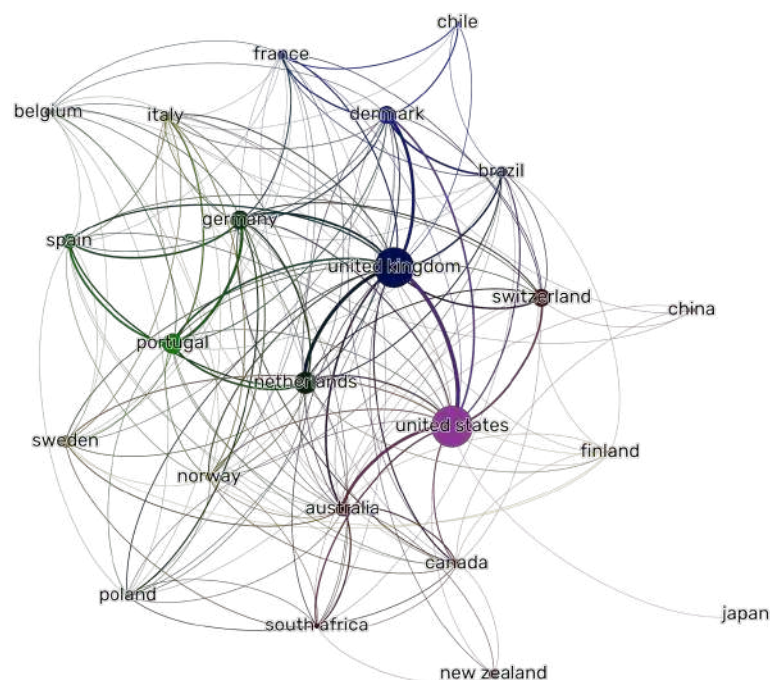 chile
france
belgium
italy
denmark
brazil
germany
spain
united kingdom
switzerland
china
portugal
netherlands
united states
sweden
finland
norway
australia
canada
poland
japan
south africa
new zealand